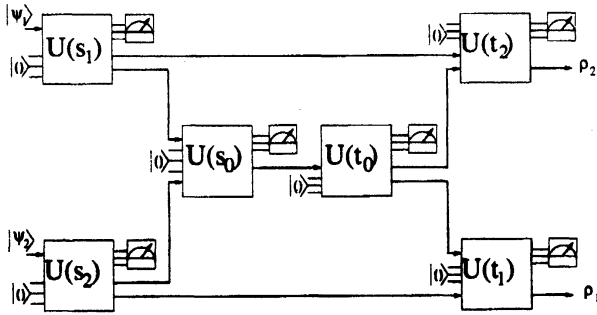 |ψ₁⟩
U(s₁)
|0⟩
|0⟩
U(t₂)
ρ₂
U(s₀)
|0⟩
U(t₀)
|0⟩
|ψ₂⟩
U(s₂)
|0⟩
U(t₁)
|0⟩
ρ₁